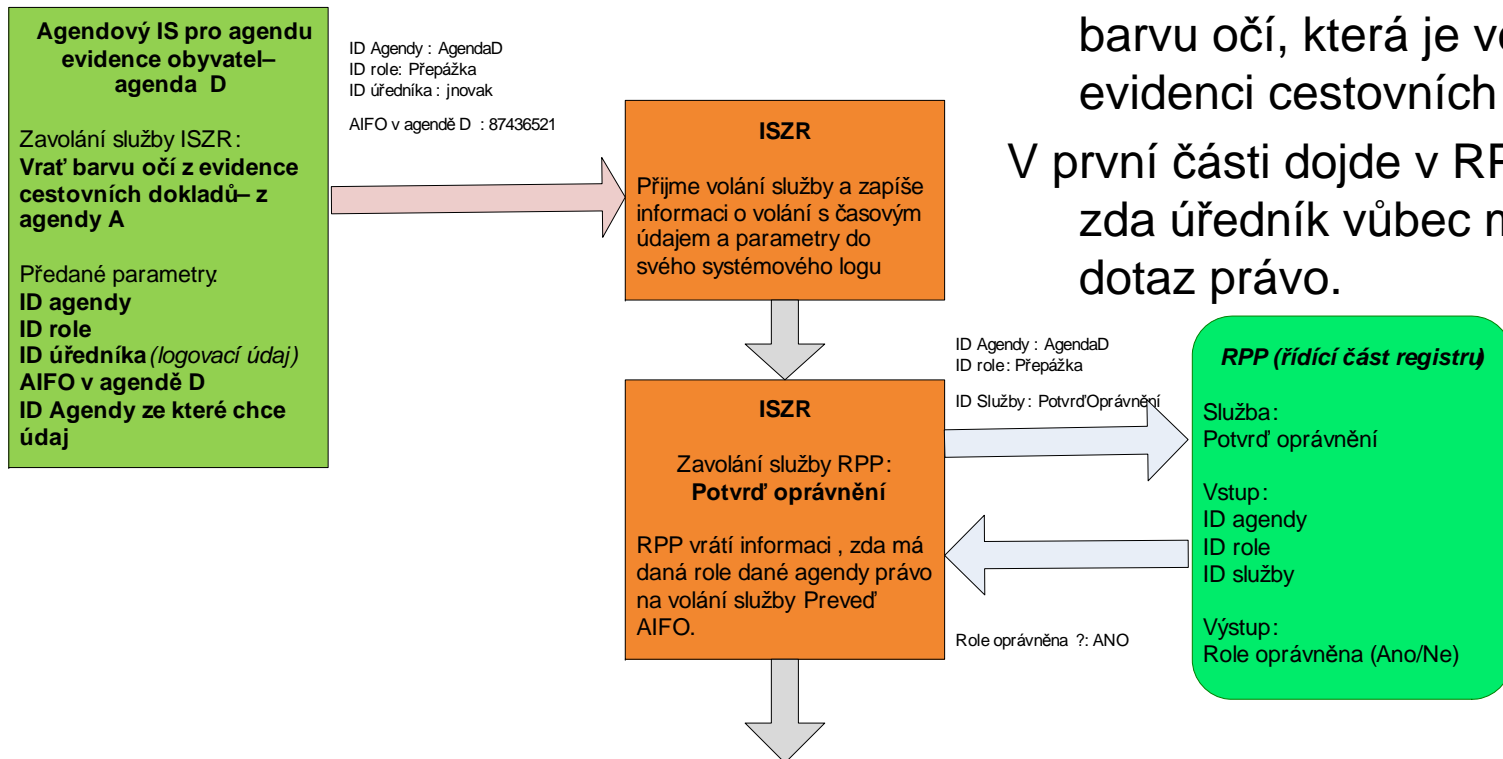 Agendový IS pro agendu
evidence obyvatel–
agenda D
Zavolání služby ISZR:
Vrať barvu očí z evidence
cestovních dokladů– z
agendy A
Předané parametry:
ID agendy
ID role
ID úředníka (logovací údaj)
AIFO v agendě D
ID Agendy ze které chce
údaj
ID Agendy : AgendaD
ID role: Přepážka
ID úředníka : jnovak
AIFO v agendě D : 87436521
ISZR
Přijme volání služby a zapíše
informaci o volání s časovým
údajem a parametry do
svého systémového logu
barvu očí, která je
evidenci cestovních
V první části dojde v
zda úředník vůbec
dotaz právo.
ISZR
Zavolání služby RPP:
Potvrď oprávnění
RPP vrátí informaci , zda má
daná role dané agendy právo
na volání služby Preveď
AIFO.
ID Agendy : AgendaD
ID role: Přepážka
ID Služby : PotvrďOprávnění
Role oprávněna ?: ANO
RPP (řídící část registru)
Služba:
Potvrď oprávnění
Vstup:
ID agendy
ID role
ID služby
Výstup:
Role oprávněna (Ano/Ne)